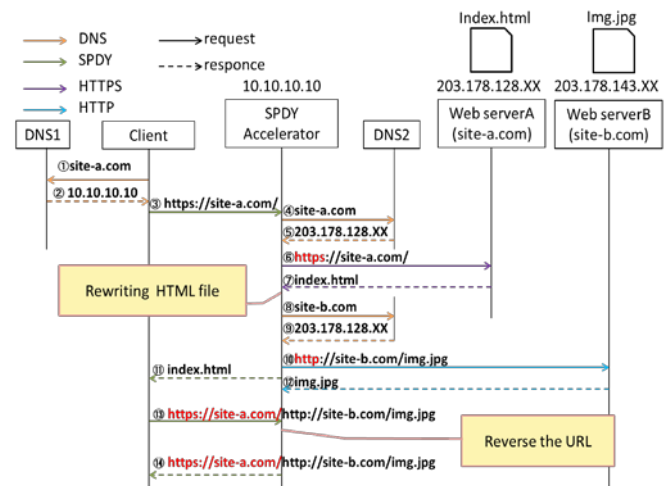 Index.html
Img.jpg
DNS
request
SPDY
responce
HTTPS
HTTP
10.10.10.10
203.178.128.XX
203.178.143.XX
DNS1
Client
SPDY
Accelerator
DNS2
Web serverA
(site-a.com)
Web serverB
(site-b.com)
①site-a.com
② 10.10.10.10
③ https://site-a.com/
④site-a.com
⑤203.178.128.XX
⑥https://site-a.com/
⑦index.html
Rewriting HTML file
⑧site-b.com
⑨203.178.128.XX
⑩http://site-b.com/img.jpg
⑪ index.html
⑫img.jpg
⑬ https://site-a.com/http://site-b.com/img.jpg
Reverse the URL
⑭ https://site-a.com/http://site-b.com/img.jpg